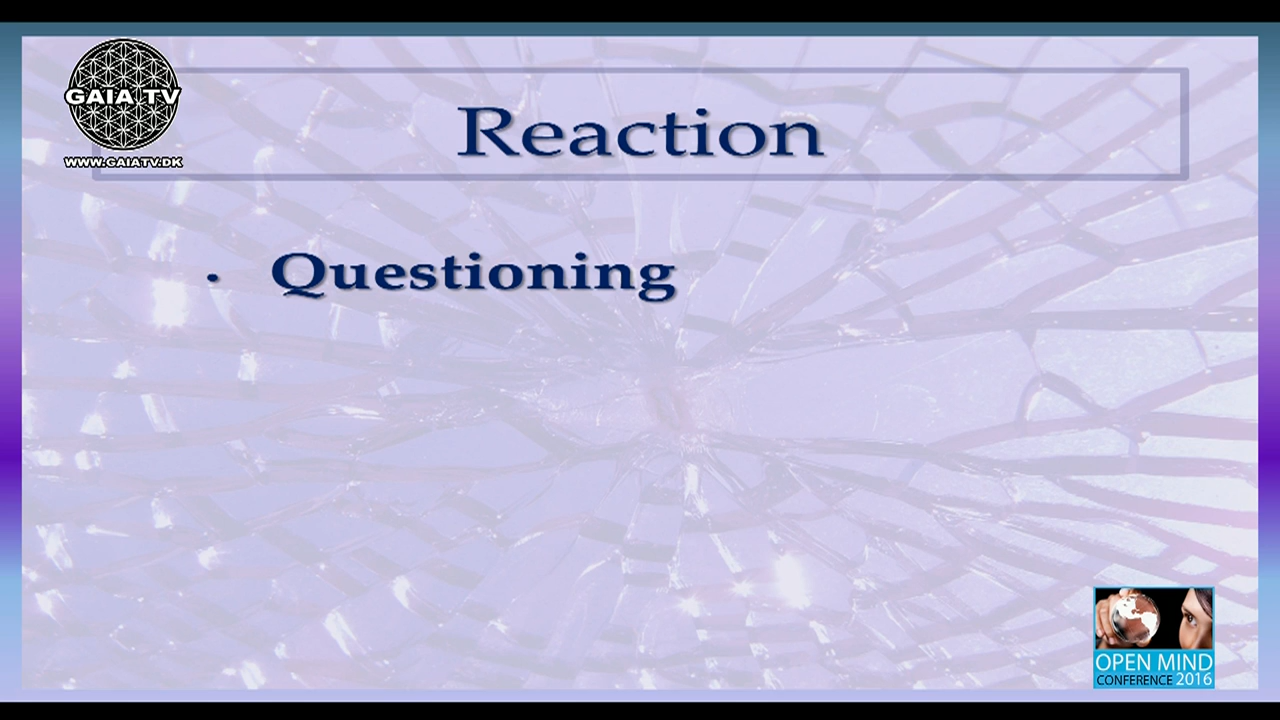 GAIA TV
WWW.GAIATV.DK
Reaction
• Questioning
OPEN MIND
CONFERENCE 2016